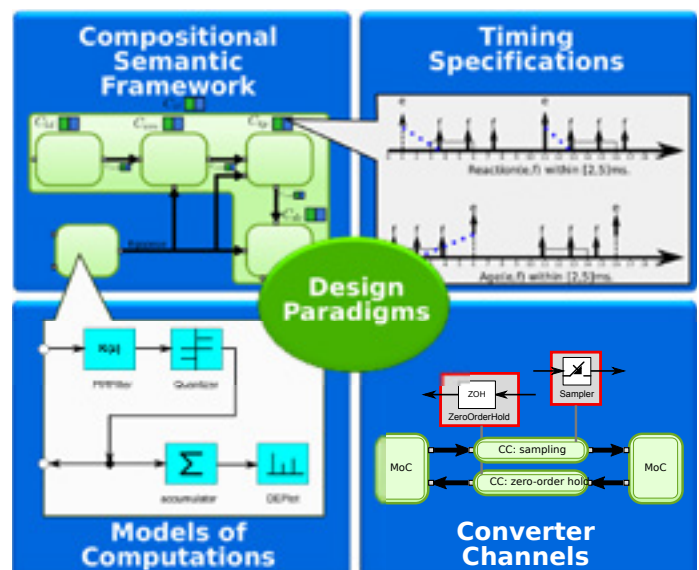 Compositional
Semantic
Framework
Timing
Specifications
e
e
f
f
f
f
f
f
Reaction(e,f) within [2,5]ms.
e
e
f
f
f
f
f
f
Age(e,f) within [2,5]ms.
Design
Paradigms
K(z)
FIRFilter
Quantizer
Σ
accumulator
DEPlot
Models of
Computations
ZOH
ZeroOrderHold
Sampler
MoC
CC: sampling
CC: zero-order hold
MoC
Converter
Channels